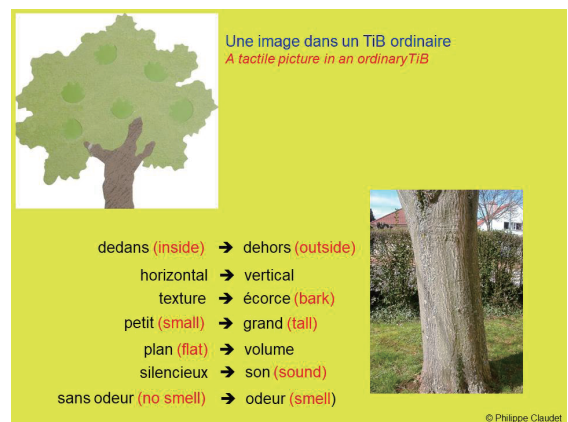 Une image dans un TiB ordinaire
A tactile picture in an ordinaryTiB
dedans (inside) ➔ dehors (outside)
horizontal ➔ vertical
texture ➔ écorce (bark)
petit (small) ➔ grand (tall)
plan (flat) ➔ volume
silencieux ➔ son (sound)
sans odeur (no smell) ➔ odeur (smell)
© Philippe Claudet